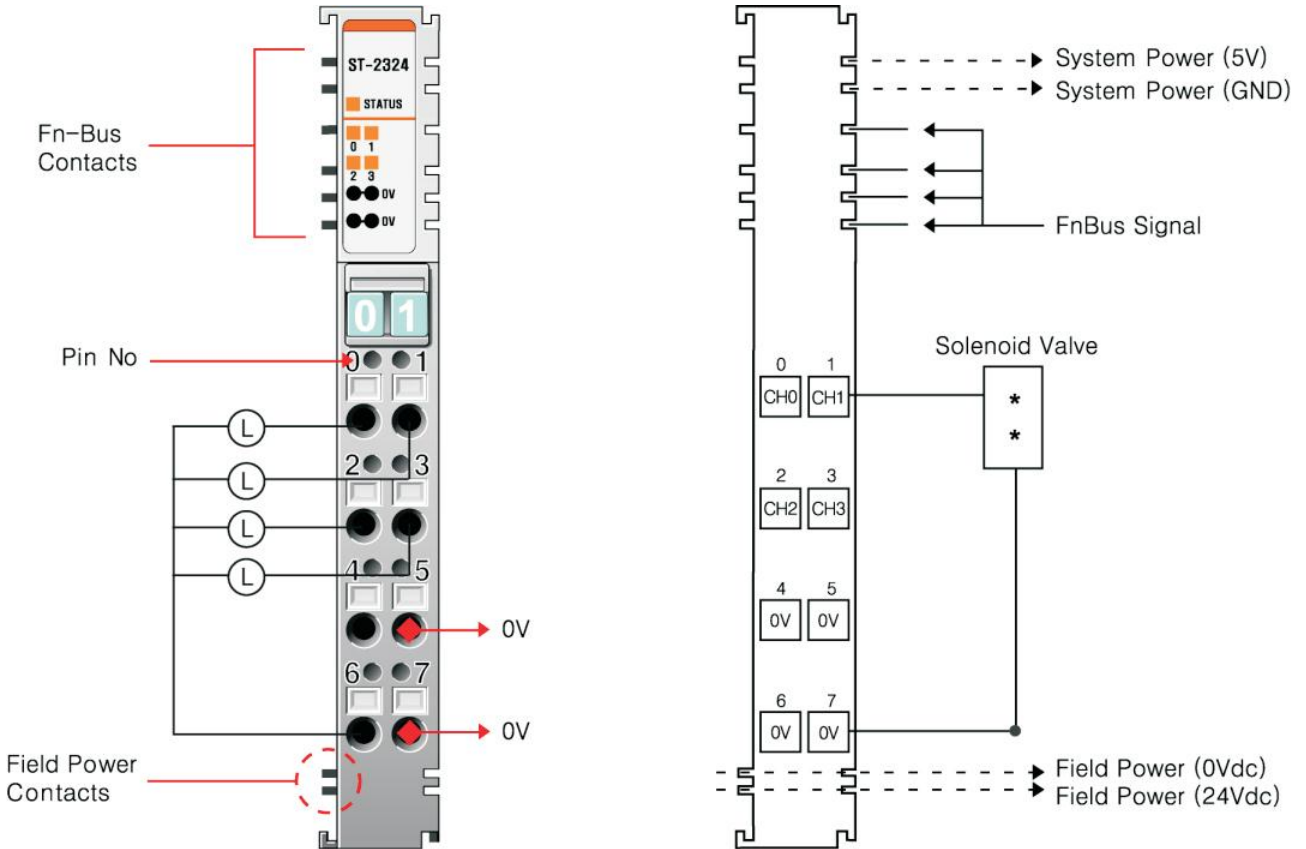 ST-2324
STATUS
0 1
2 3
0V
0V
Fn-Bus
Contacts
01
Pin No
0 1
L
2 3
L
L
L
4 5
0V
6 7
0V
Field Power
Contacts
System Power (5V)
System Power (GND)
FnBus Signal
Solenoid Valve
* 
*
0 1
CH0 CH1
2 3
CH2 CH3
4 5
0V 0V
6 7
0V 0V
Field Power (0Vdc)
Field Power (24Vdc)